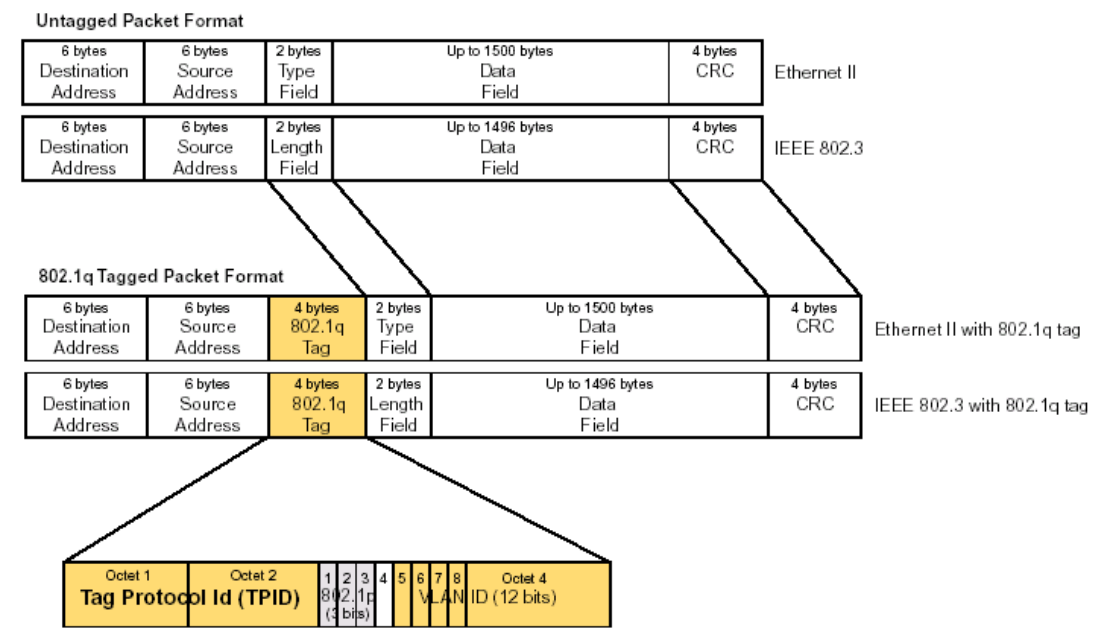 Untagged Packet Format
6 bytes 6 bytes 2 bytes Up to 1500 bytes 4 bytes
Destination Source Type Data CRC Ethernet II
Address Address Field Field
6 bytes 6 bytes 2 bytes Up to 1496 bytes 4 bytes
Destination Source Length Data CRC IEEE 802.3
Address Address Field Field
802.1q Tagged Packet Format
6 bytes 6 bytes 4 bytes 2 bytes Up to 1500 bytes 4 bytes
Destination Source 802.1q Type Data CRC Ethernet II with 802.1q tag
Address Address Tag Field Field
6 bytes 6 bytes 4 bytes 2 bytes Up to 1496 bytes 4 bytes
Destination Source 802.1q Length Data CRC IEEE 802.3 with 802.1q tag
Address Address Tag Field Field
Octet 1 Octet 2 1 2 3 4 5 6 7 8 Octet 4
Tag Protocol Id (TPID) 802.1p VLAN ID (12 bits)
(3 bits)